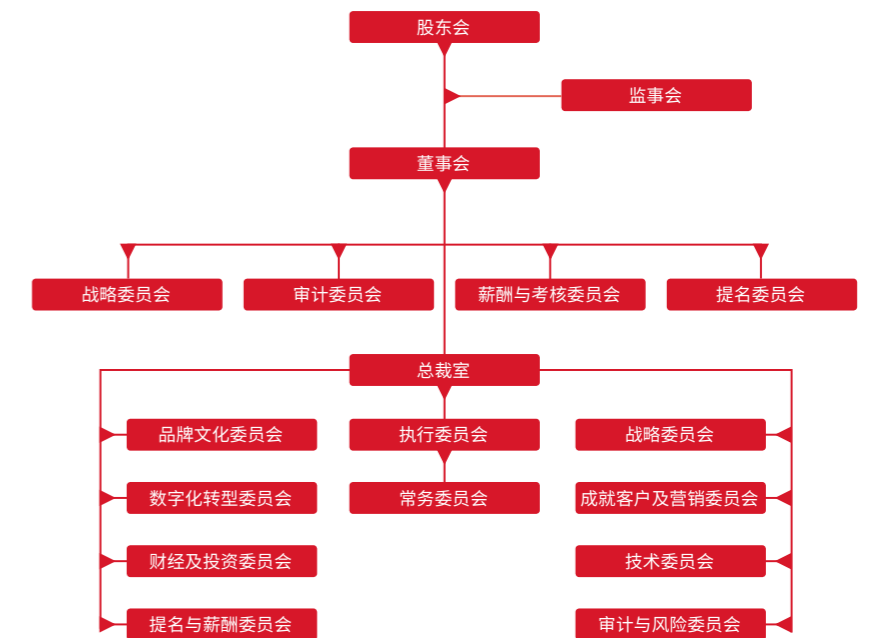 股东会
监事会
董事会
战略委员会
审计委员会
薪酬与考核委员会
提名委员会
总裁室
品牌文化委员会
执行委员会
战略委员会
数字化转型委员会
常务委员会
成就客户及营销委员会
财经及投资委员会
技术委员会
提名与薪酬委员会
审计与风险委员会